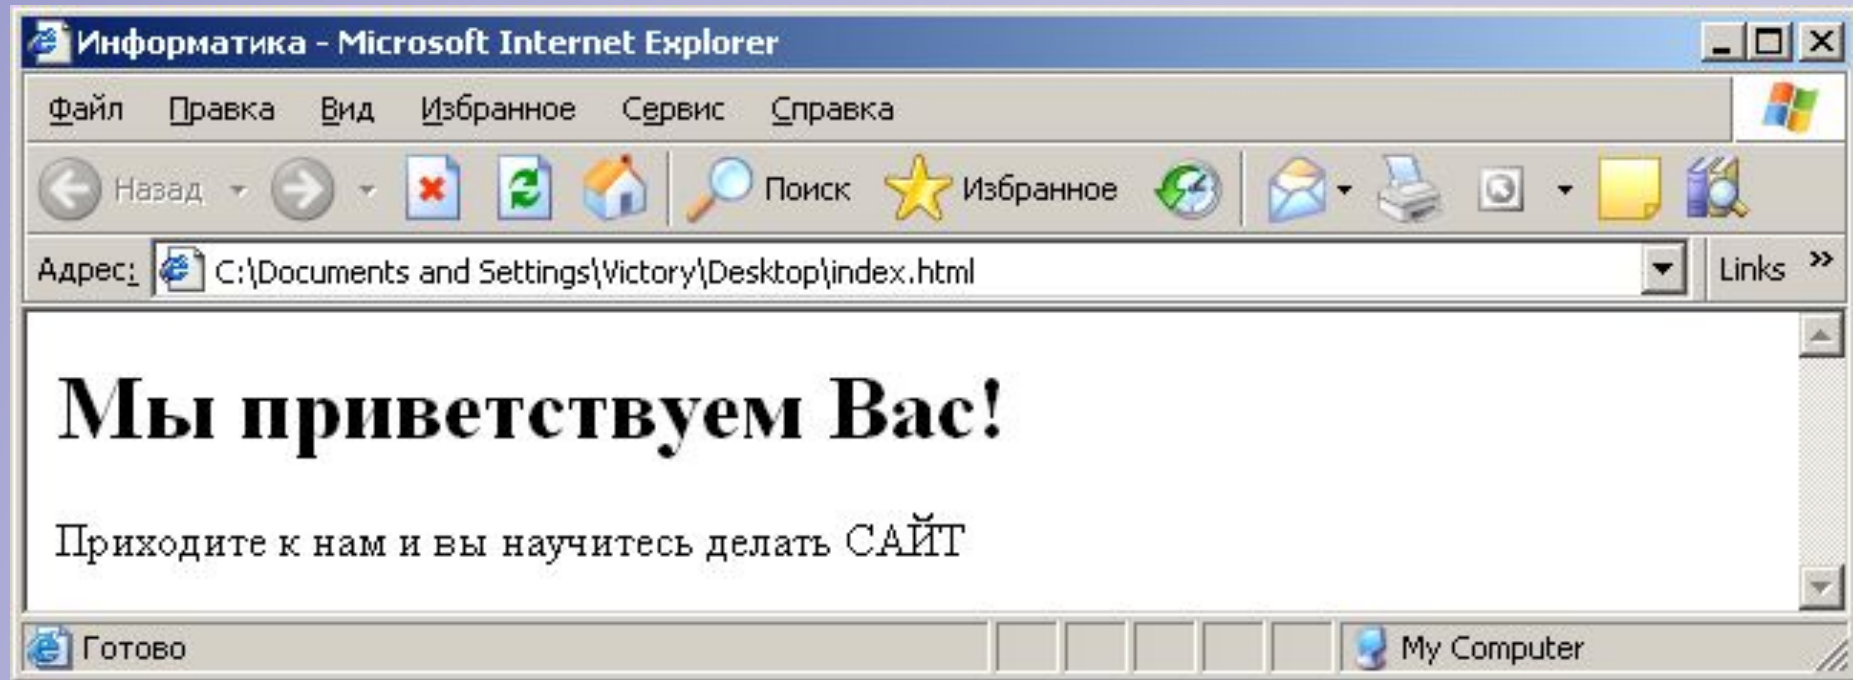 Информатика - Microsoft Internet Explorer
Файл Правка Вид Избранное Сервис Справка
Назад Поиск Избранное
Адрес: C:\Documents and Settings\Victory\Desktop\index.html Links »
Мы приветствуем Вас!
Приходите к нам и вы научитесь делать САЙТ
Готово My Computer